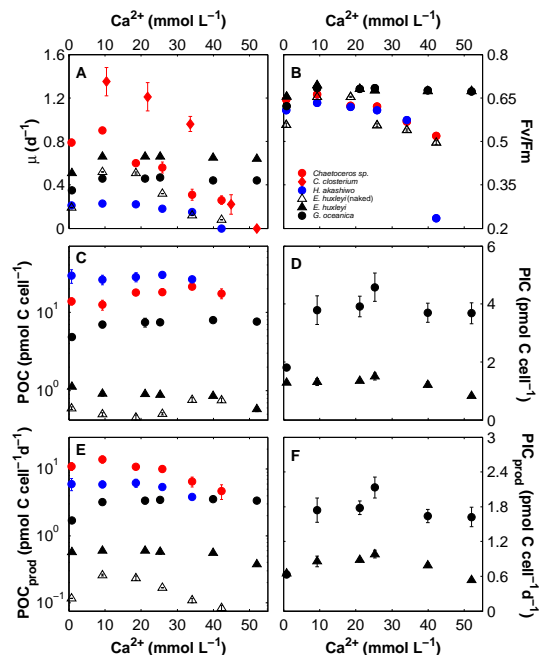 Ca2+ (mmol L−1)
Ca2+ (mmol L−1)
0 10 20 30 40 50
0 10 20 30 40 50
A
B
1.6
1.2
0.8
0.4
0
μ (d−1)
0.8
0.65
0.5
0.35
0.2
Fv/Fm
Chaetoceros sp.
C. closterium
H. akashiwo
E. huxleyi (naked)
E. huxleyi
G. oceanica
C
D
101
100
POC (pmol C cell−1)
6
4
2
0
PIC
(pmol C cell−1)
E
F
101
100
10−1
POCprod (pmol C cell−1d−1)
3
2.4
1.8
1.2
0.6
0
PICprod
(pmol C cell−1d−1)
0 10 20 30 40 50
0 10 20 30 40 50
Ca2+ (mmol L−1)
Ca2+ (mmol L−1)